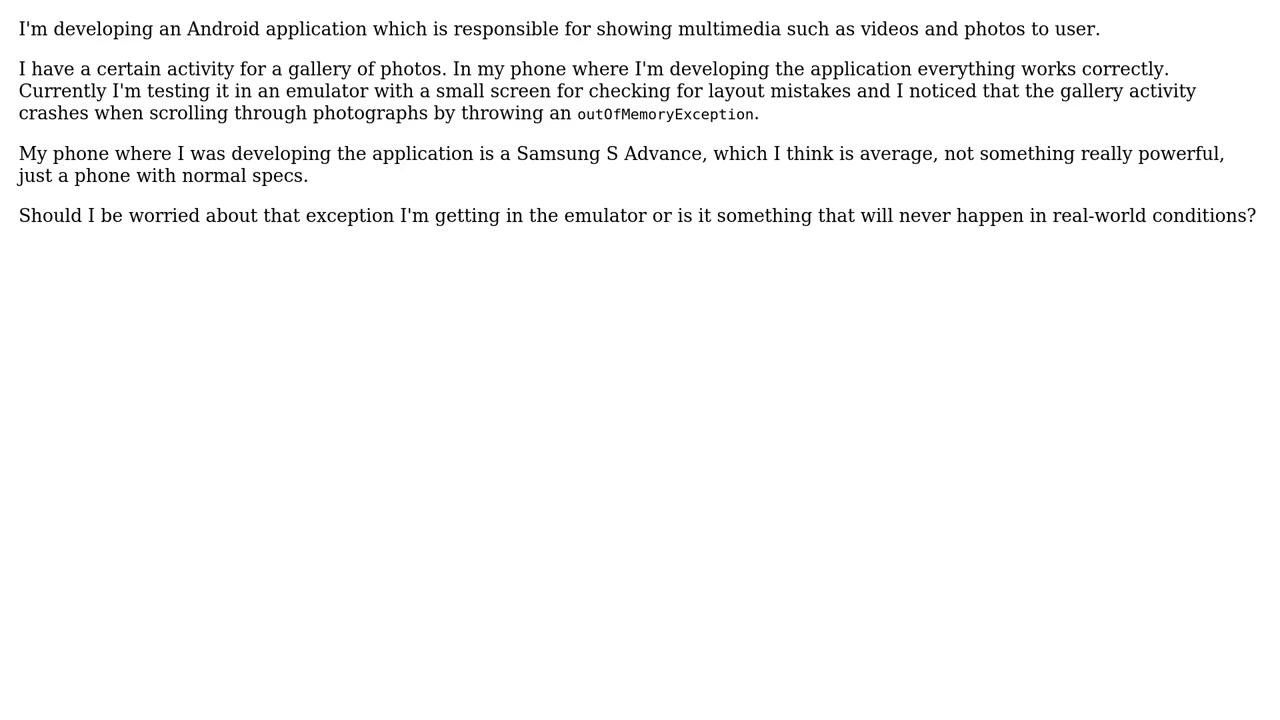 I'm developing an Android application which is responsible for showing multimedia such as videos and photos to user.
I have a certain activity for a gallery of photos. In my phone where I'm developing the application everything works correctly.
Currently I'm testing it in an emulator with a small screen for checking for layout mistakes and I noticed that the gallery activity
crashes when scrolling through photographs by throwing an outOfMemoryException.
My phone where I was developing the application is a Samsung S Advance, which I think is average, not something really powerful,
just a phone with normal specs.
Should I be worried about that exception I'm getting in the emulator or is it something that will never happen in real-world conditions?